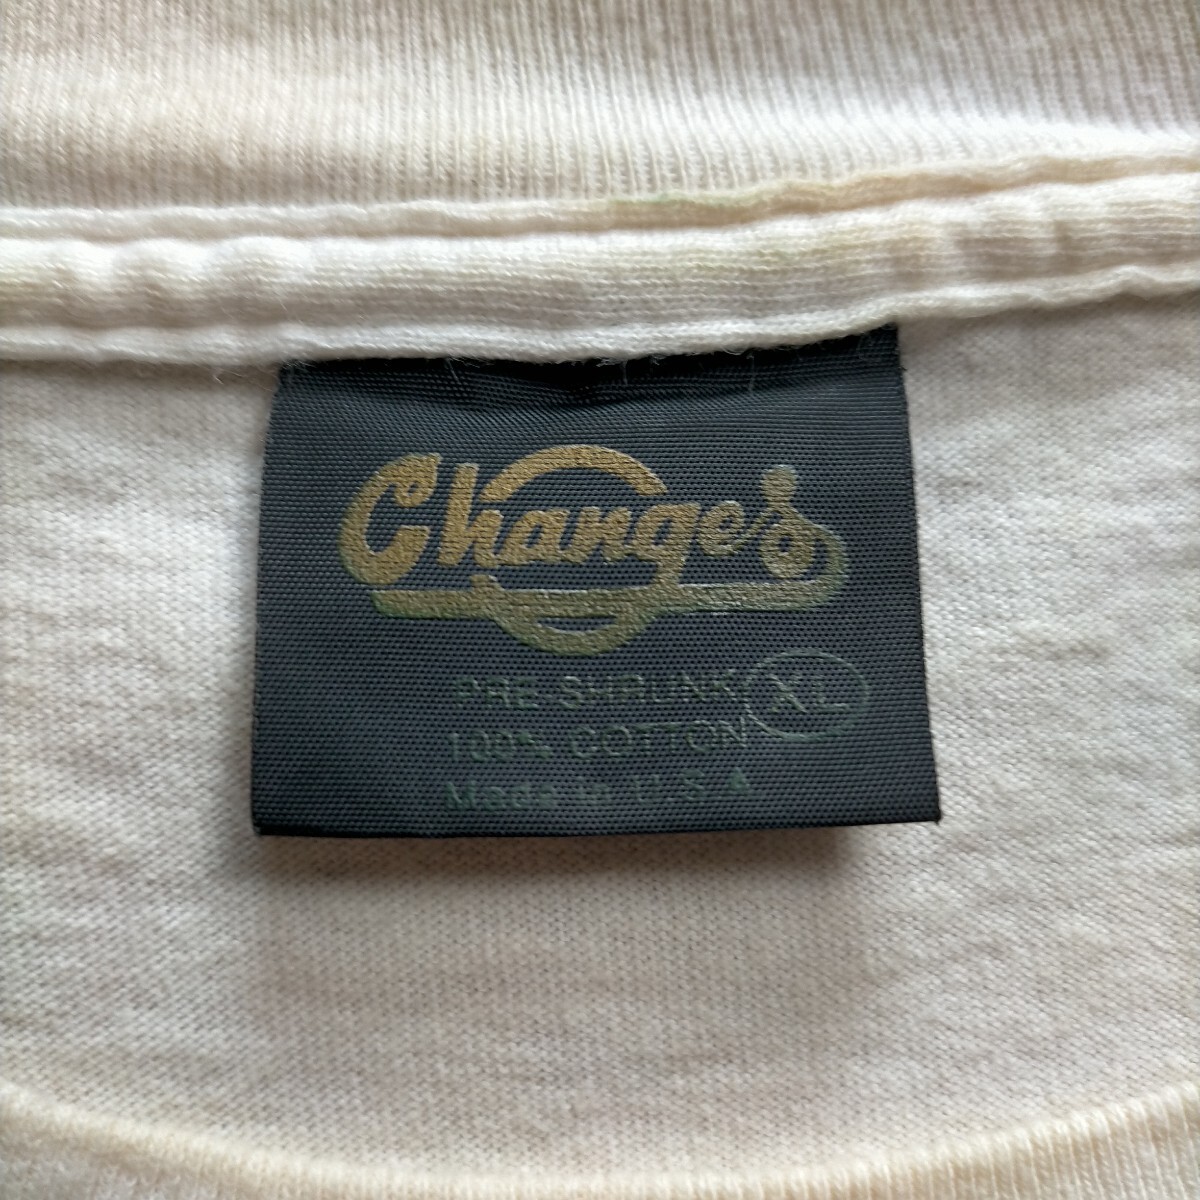 Changes
PRE-SHRUNK XL
100% COTTON
Made in U.S.A